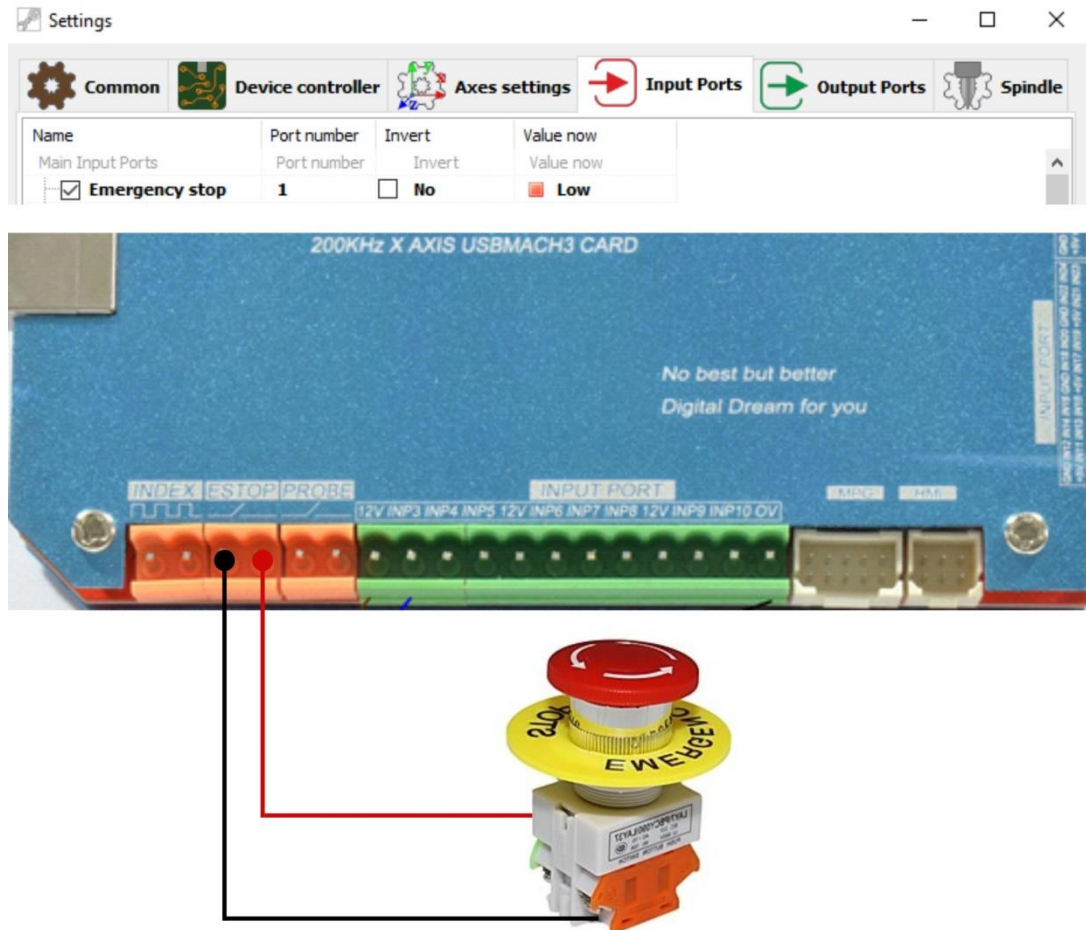 Settings
Common Device controller Axes settings Input Ports Output Ports Spindle
Name Port number Invert Value now
Main Input Ports Port number Invert Value now
Emergency stop 1 No Low
200KHz X AXIS USBMACH3 CARD
No best but better
Digital Dream for you
INPUT PORT
INDEX ESTOP PROBE INPUT PORT MPG HMI
12V INP3 INP4 INP5 12V INP6 INP7 INP8 12V INP9 INP10 OV
STOP
EMERGENC